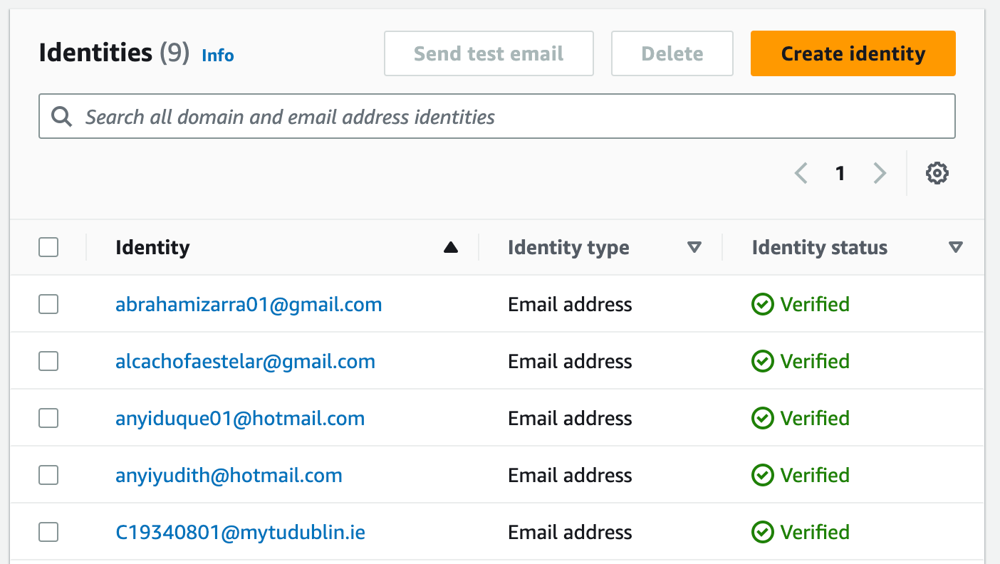 Identities (9) Info Send test email Delete Create identity
Search all domain and email address identities
1
Identity Identity type Identity status
abrahamizarra01@gmail.com Email address Verified
alcachofaestelar@gmail.com Email address Verified
anyiduque01@hotmail.com Email address Verified
anyiyudith@hotmail.com Email address Verified
C19340801@mytudublin.ie Email address Verified